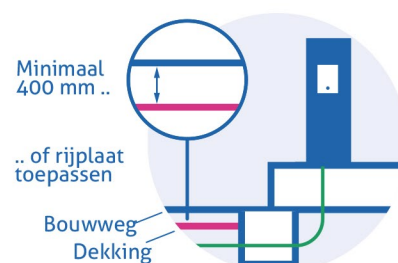 Minimaal
400 mm ..
.. of rijplaat
toepassen
Bouwweg
Dekking